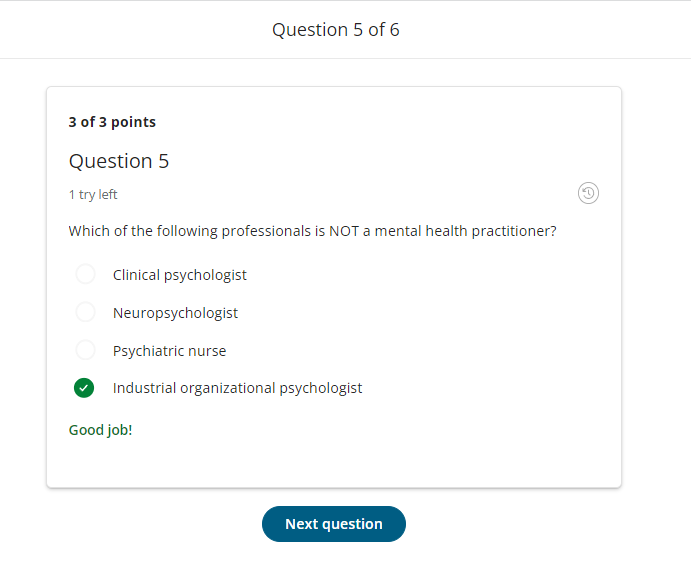 Question 5 of 6
3 of 3 points
Question 5
1 try left
Which of the following professionals is NOT a mental health practitioner?
Clinical psychologist
Neuropsychologist
Psychiatric nurse
Industrial organizational psychologist
Good job!
Next question